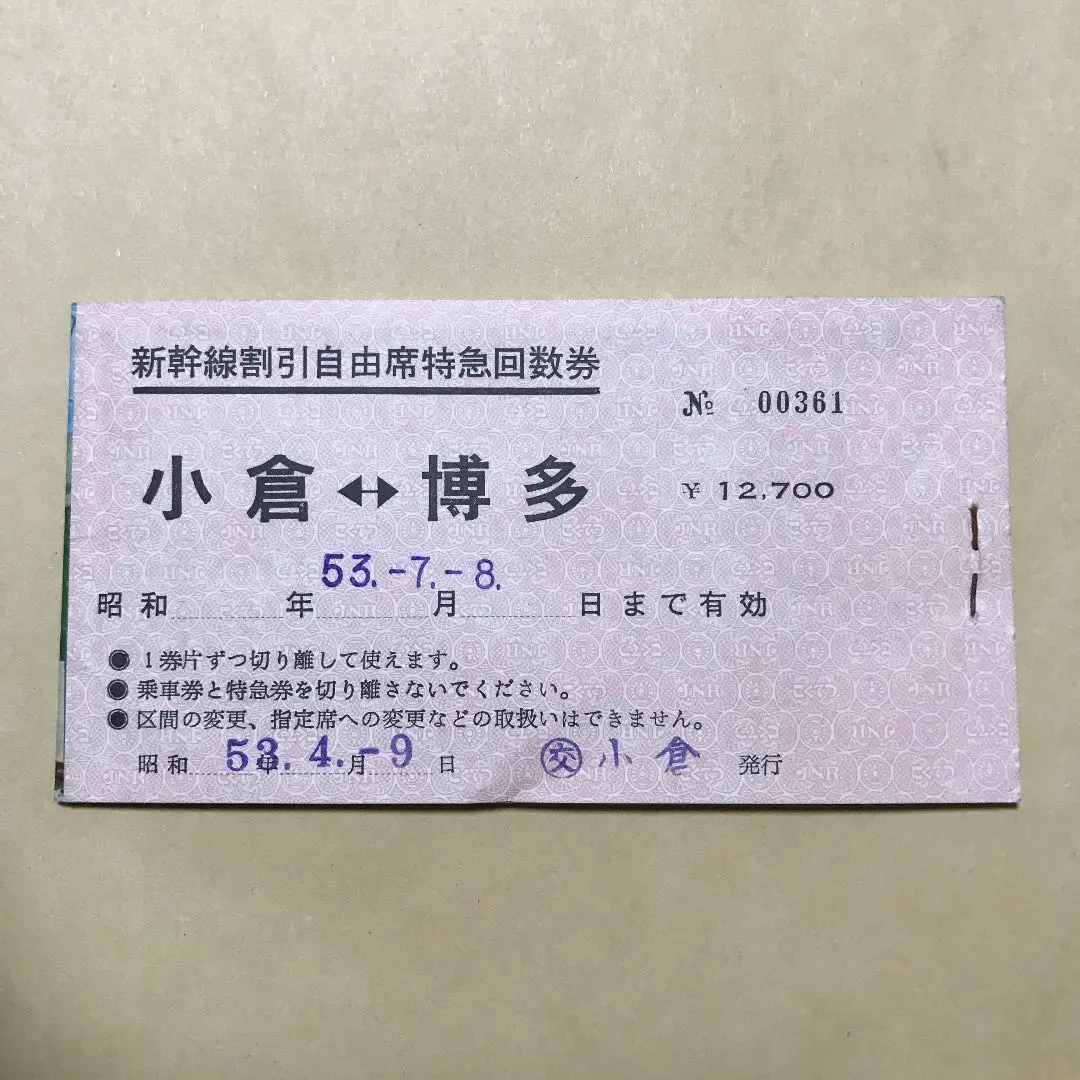 新幹線割引自由席特急回数券
№ 00361
小倉↔博多
¥ 12,700
53.-7.-8.
昭和 年 月 日まで有効
● 1券片ずつ切り離して使えます。
● 乗車券と特急券を切り離さないでください。
● 区間の変更、指定席への変更などの取扱いはできません。
昭和 53年.4.月-9日 ㊋交小倉 発行